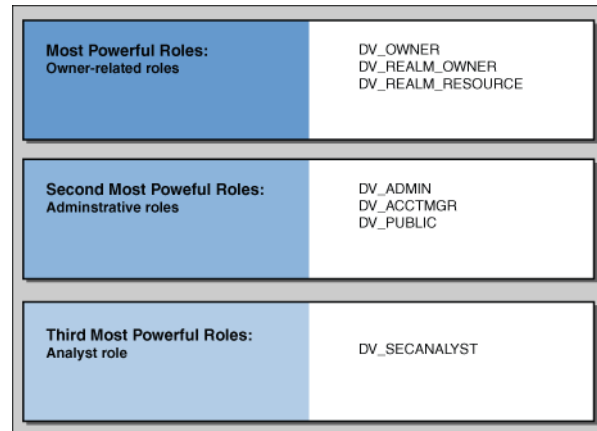 Most Powerful Roles:
Owner-related roles
DV_OWNER
DV_REALM_OWNER
DV_REALM_RESOURCE
Second Most Poweful Roles:
Adminstrative roles
DV_ADMIN
DV_ACCTMGR
DV_PUBLIC
Third Most Powerful Roles:
Analyst role
DV_SECANALYST